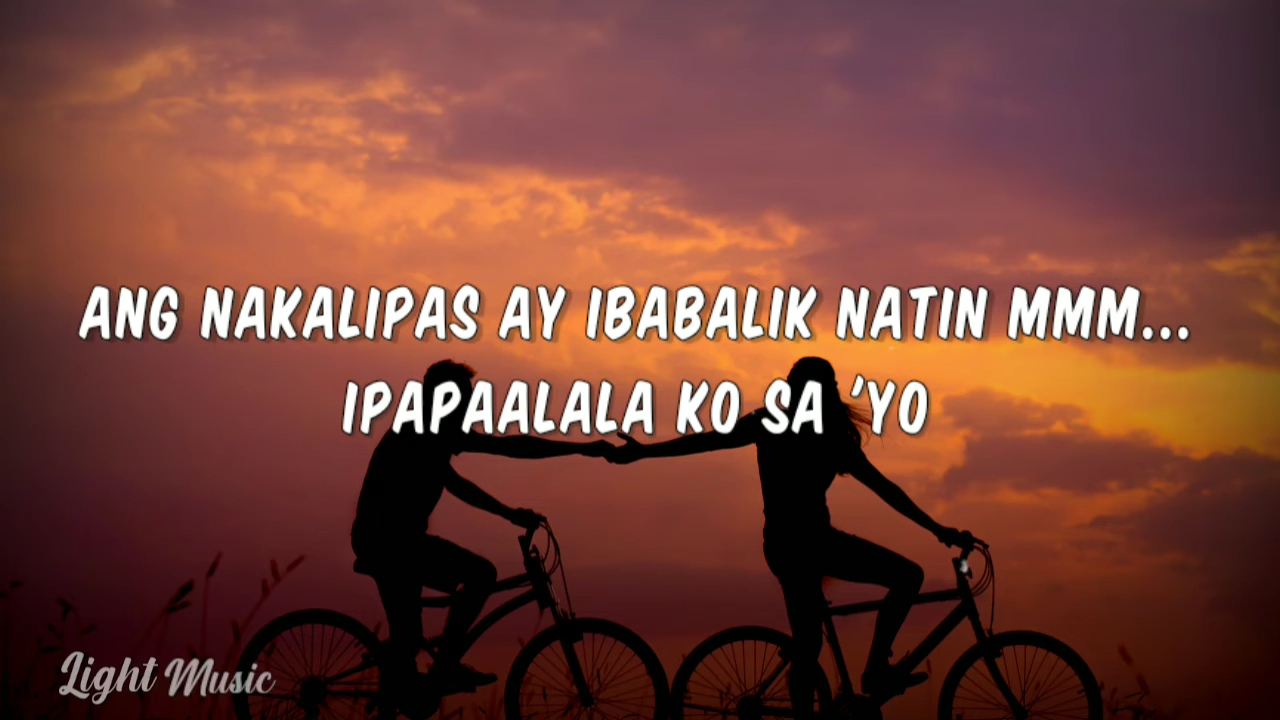 ANG NAKALIPAS AY IBABALIK NATIN MMM...
IPAPAALALA KO SA 'YO
Light Music